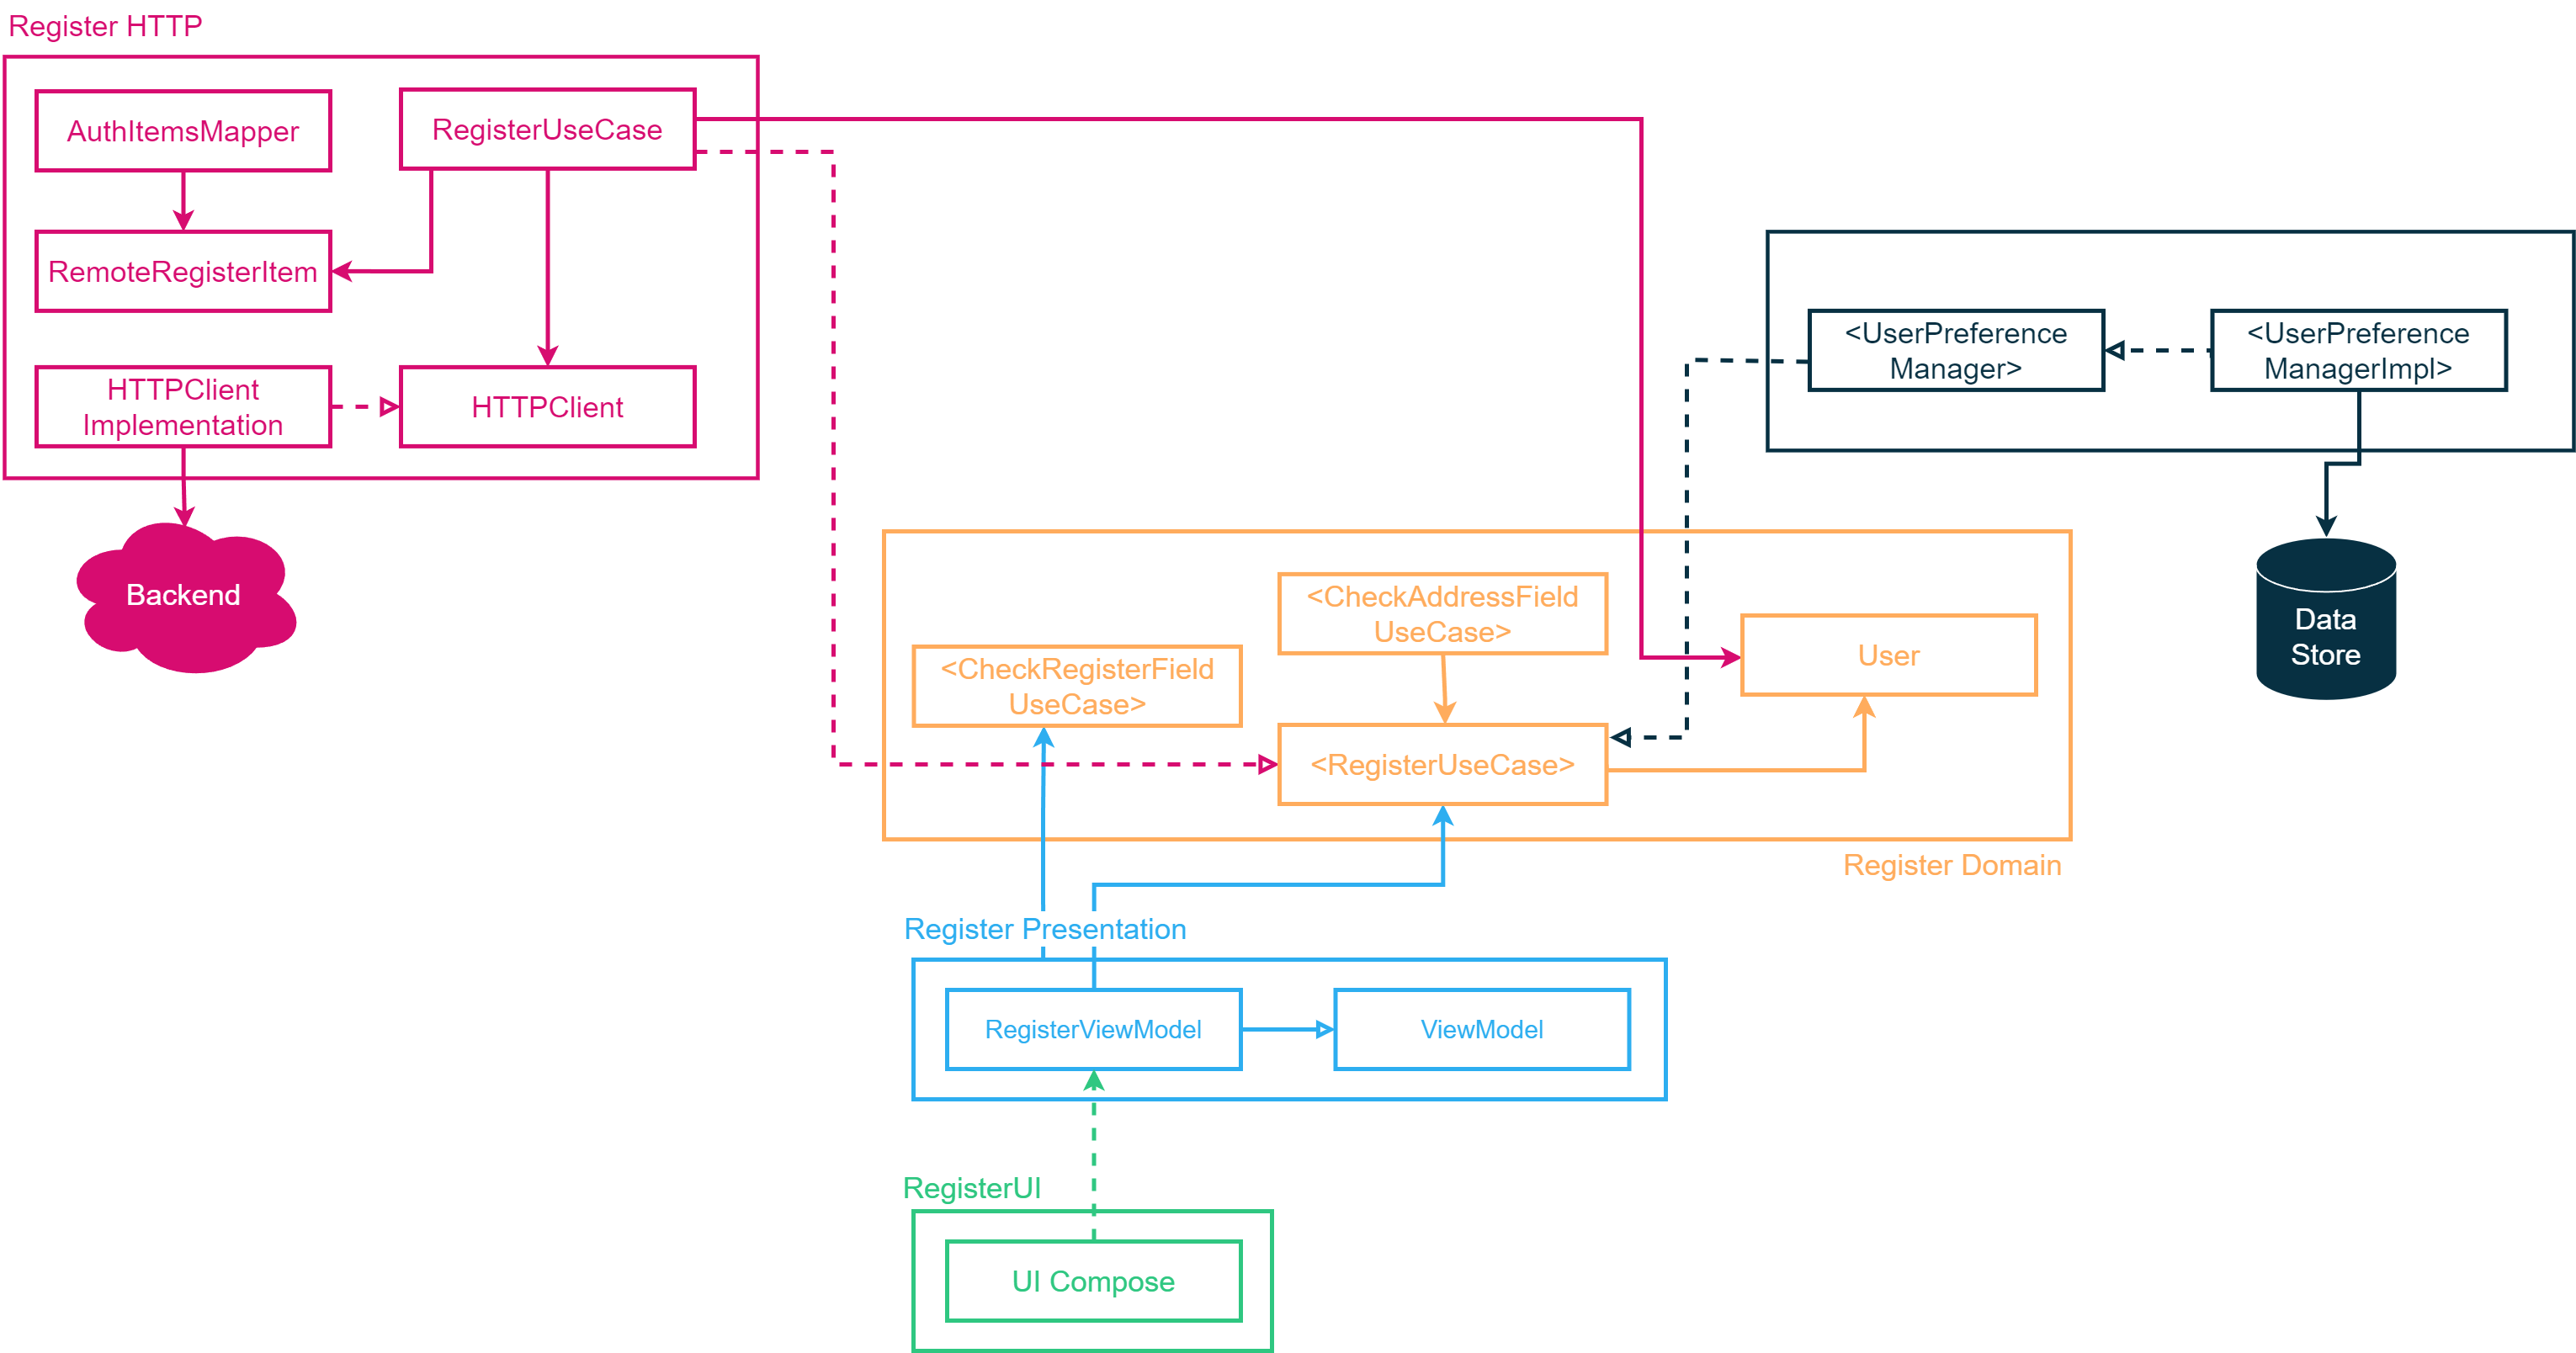 Register HTTP
AuthItemsMapper
RegisterUseCase
RemoteRegisterItem
HTTPClient
Implementation
HTTPClient
Backend
<UserPreference
Manager>
<UserPreference
ManagerImpl>
Data
Store
<CheckAddressField
UseCase>
<CheckRegisterField
UseCase>
User
<RegisterUseCase>
Register Domain
Register Presentation
RegisterViewModel
ViewModel
RegisterUI
UI Compose